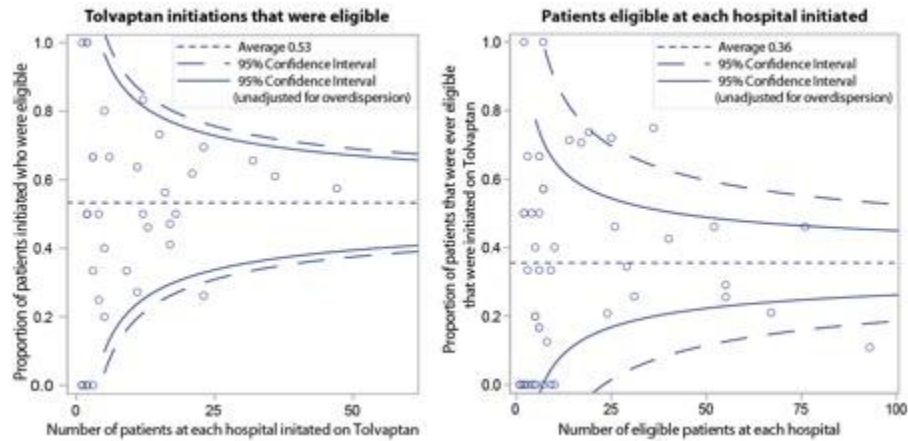 Tolvaptan initiations that were eligible
Proportion of patients initiated who were eligible
1.0
0.8
0.6
0.4
0.2
0.0
Average 0.53
95% Confidence Interval
95% Confidence Interval
(unadjusted for overdispersion)
0
25
50
Number of patients at each hospital initated on Tolvaptan
Patients eligible at each hospital initiated
Proportion of patients that were ever eligible
that were initiated on Tolvaptan
1.0
0.8
0.6
0.4
0.2
0.0
Average 0.36
95% Confidence Interval
95% Confidence Interval
(unadjusted for overdispersion)
0
25
50
75
100
Number of eligible patients at each hospital